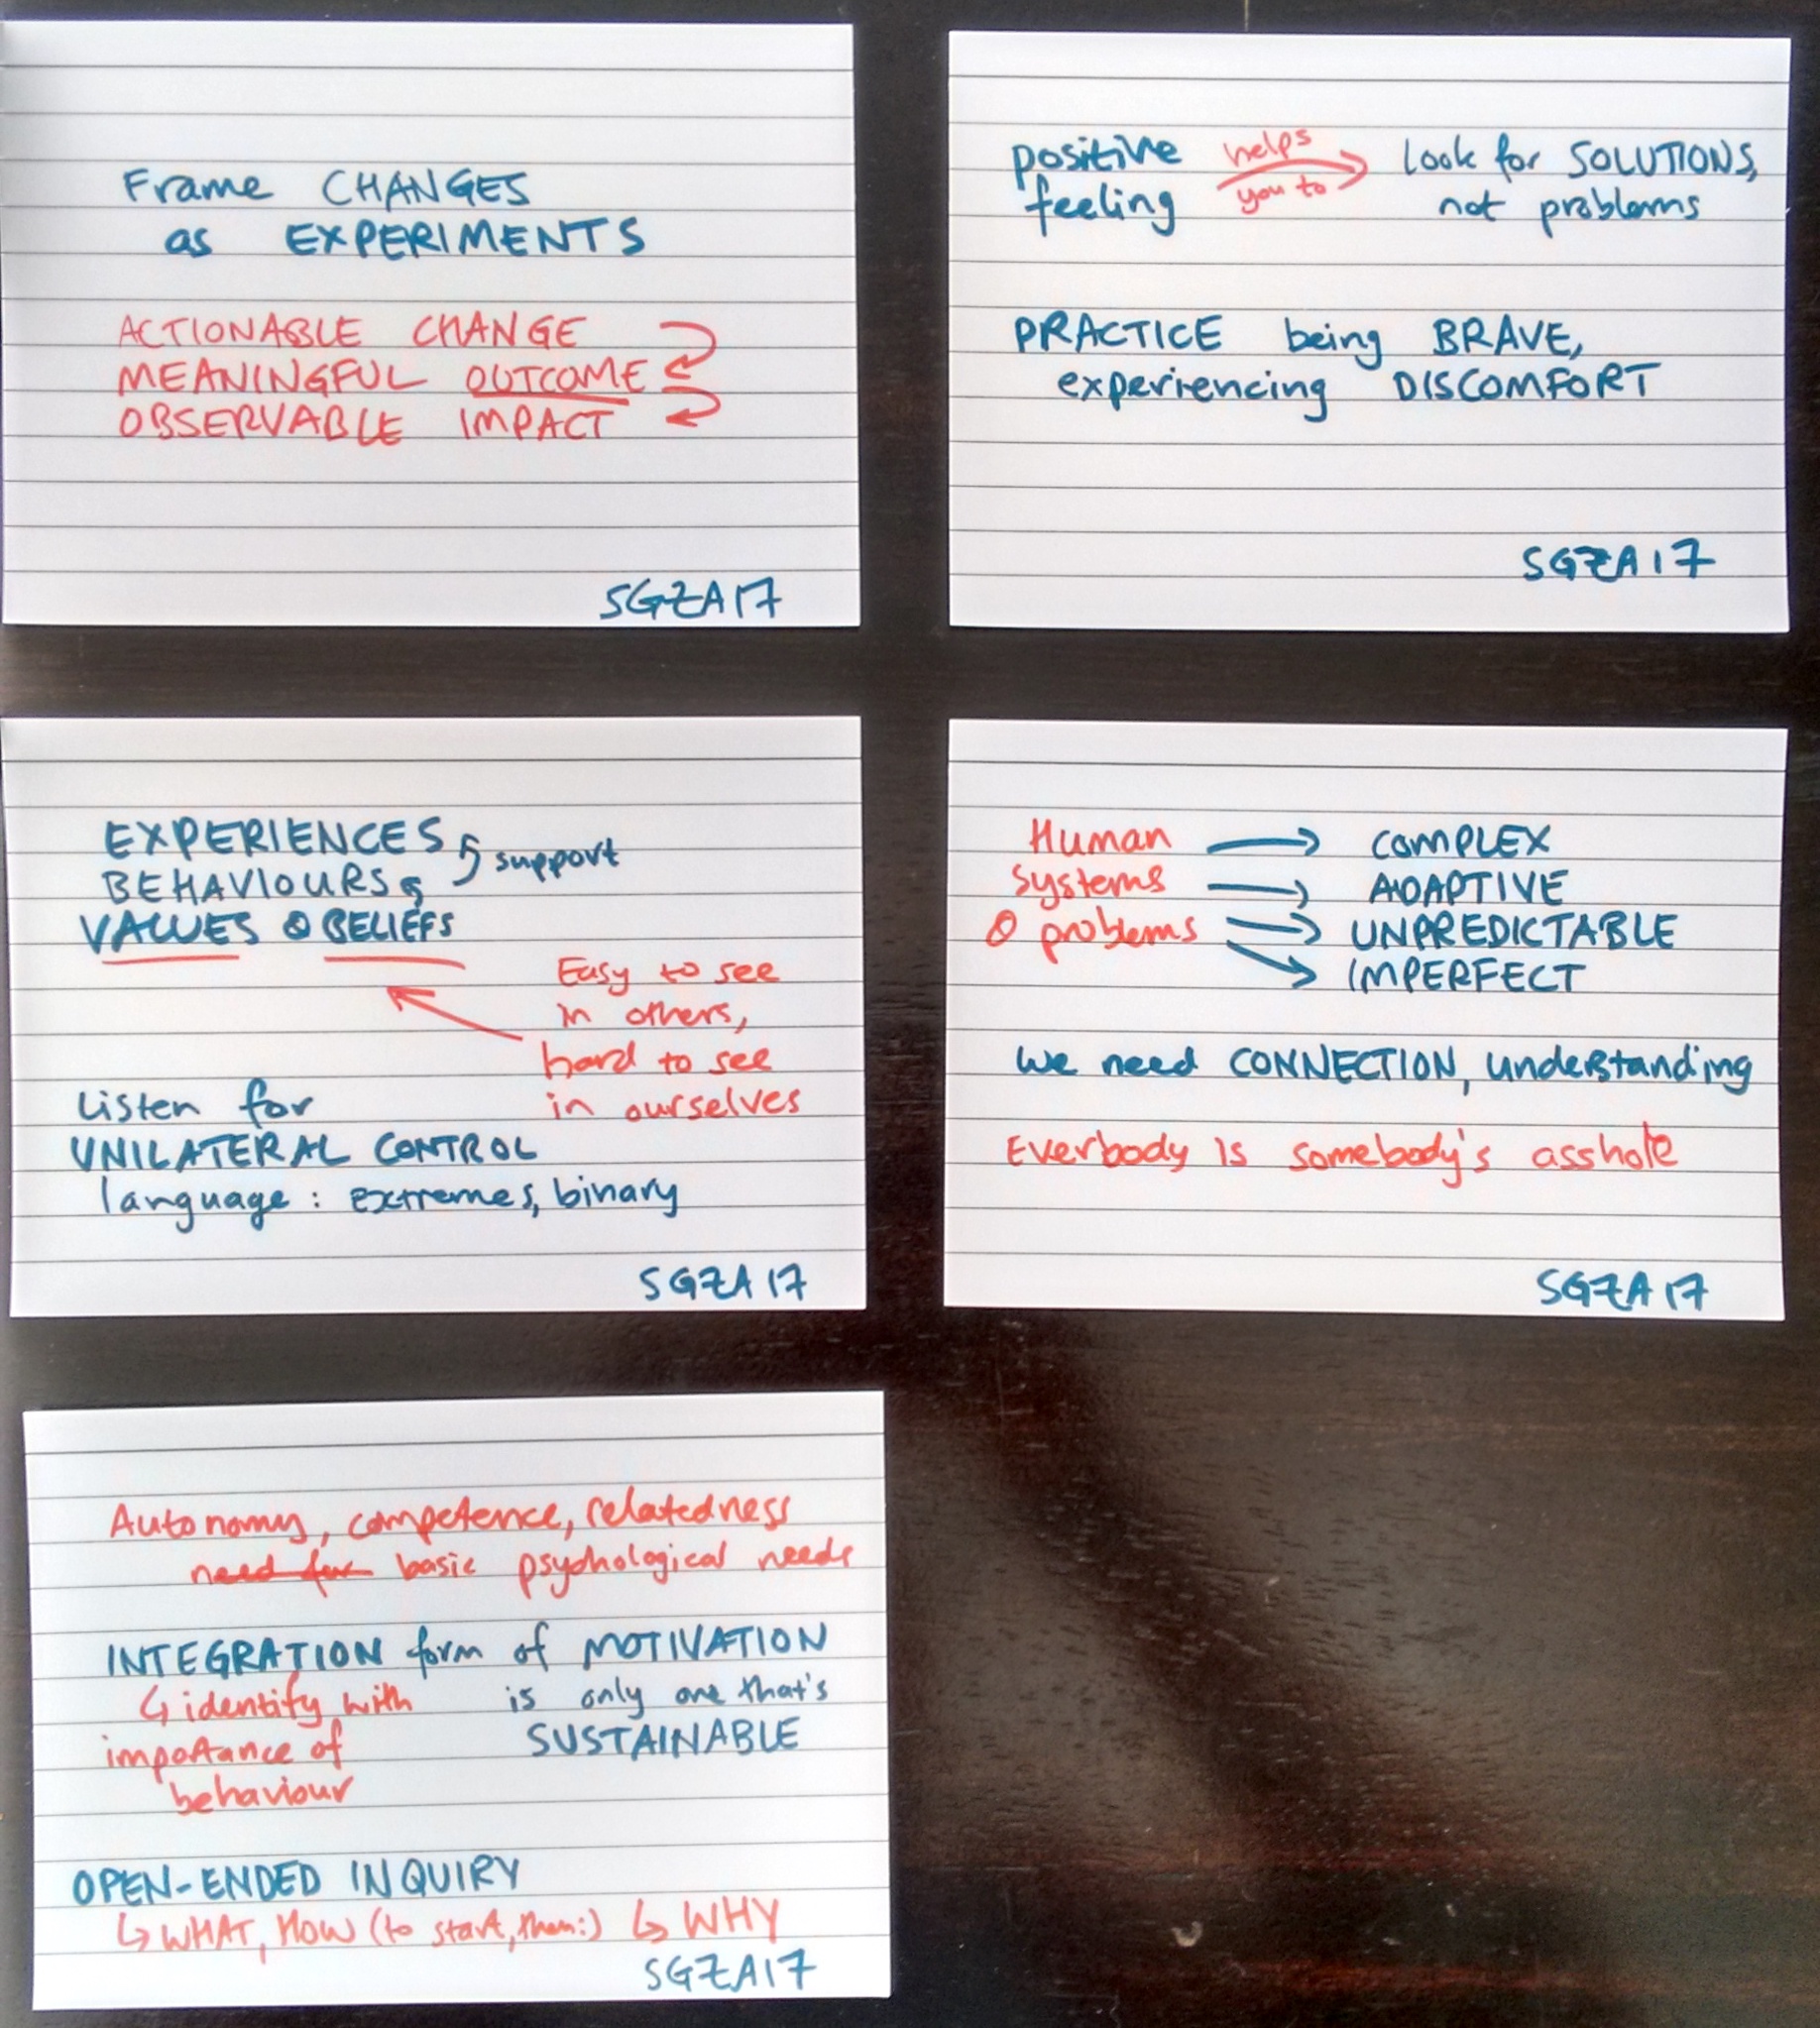 Frame CHANGES
as EXPERIMENTS
ACTIONABLE CHANGE
MEANINGFUL OUTCOME
OBSERVABLE IMPACT
SGZA17
positive helps you to Look for SOLUTIONS,
feeling not problems
PRACTICE being BRAVE,
experiencing DISCOMFORT
SGZA17
EXPERIENCES
BEHAVIOURS support
VALUES & BELIEFS
Easy to see
in others,
hard to see
in ourselves
Listen for
UNILATERAL CONTROL
language: extremes, binary
SGZA17
Human COMPLEX
Systems ADAPTIVE
& problems UNPREDICTABLE
IMPERFECT
We need CONNECTION, understanding
Everbody is somebody's asshole
SGZA17
Autonomy, competence, relatedness
need for basic psychological needs
INTEGRATION form of MOTIVATION
is only one that's
SUSTAINABLE
identify with
importance of
behaviour
OPEN-ENDED INQUIRY
WHAT, HOW (to start, then:) WHY
SGZA17